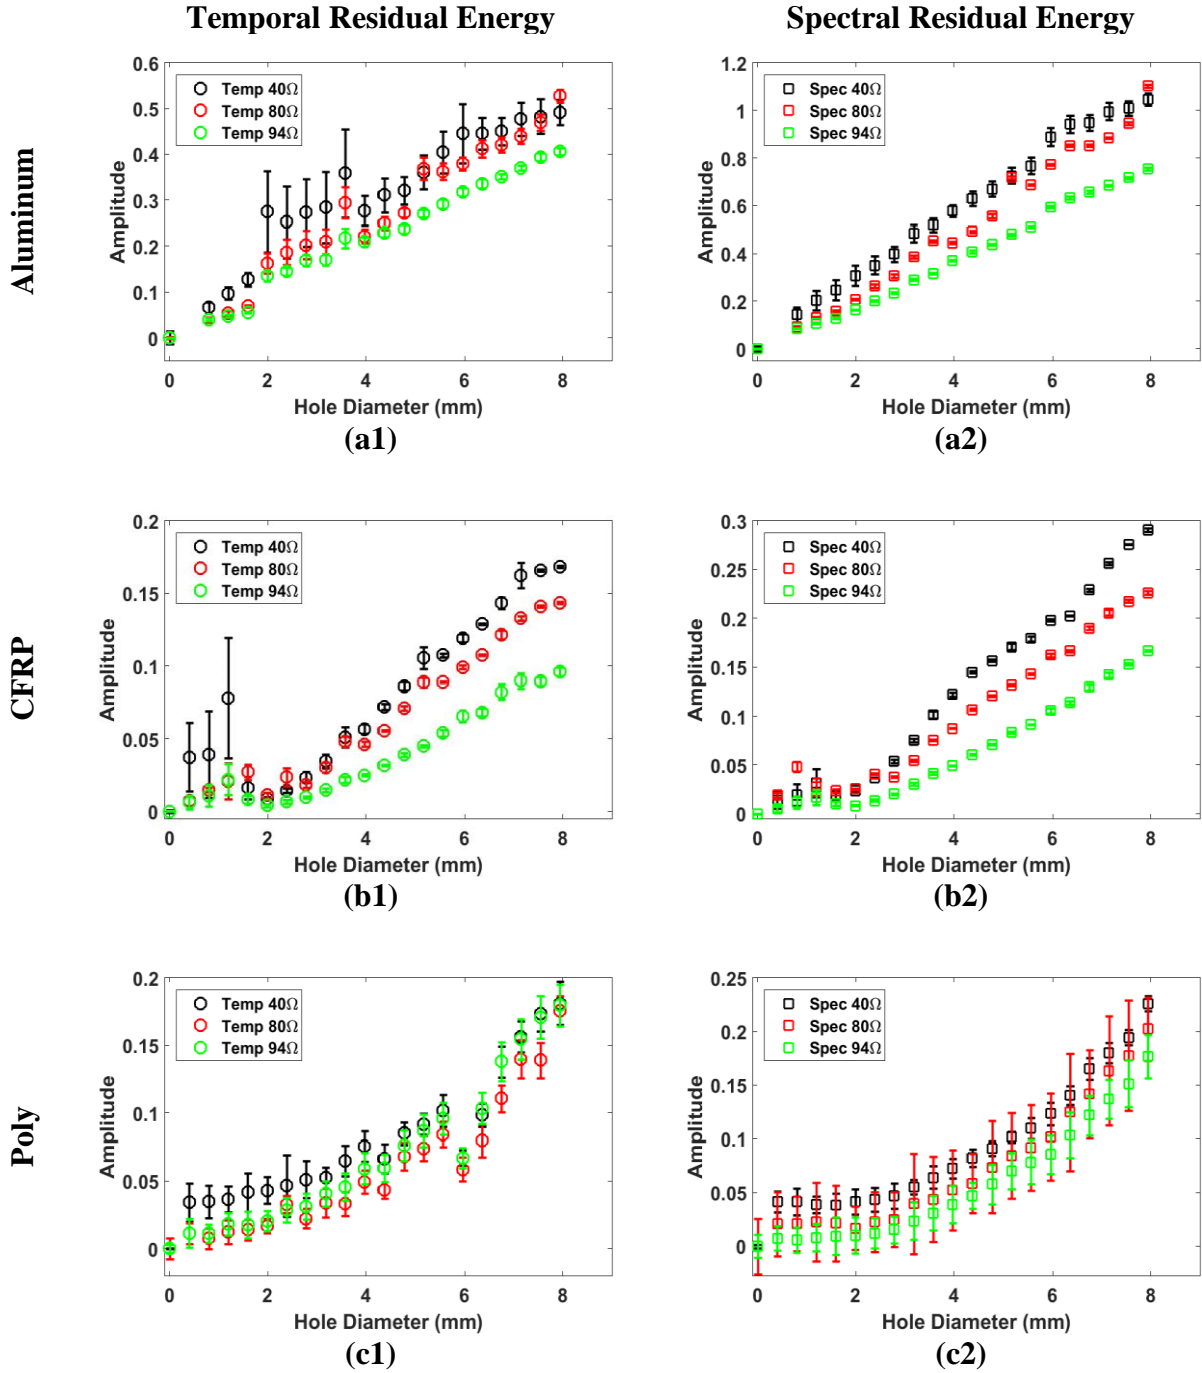 Temporal Residual Energy
Spectral Residual Energy
Aluminum
0.6
0.5
0.4
0.3
0.2
0.1
0
Amplitude
Temp 40Ω
Temp 80Ω
Temp 94Ω
0 2 4 6 8
Hole Diameter (mm)
(a1)
1.2
1
0.8
0.6
0.4
0.2
0
Amplitude
Spec 40Ω
Spec 80Ω
Spec 94Ω
0 2 4 6 8
Hole Diameter (mm)
(a2)
CFRP
0.2
0.15
0.1
0.05
0
Amplitude
Temp 40Ω
Temp 80Ω
Temp 94Ω
0 2 4 6 8
Hole Diameter (mm)
(b1)
0.3
0.25
0.2
0.15
0.1
0.05
0
Amplitude
Spec 40Ω
Spec 80Ω
Spec 94Ω
0 2 4 6 8
Hole Diameter (mm)
(b2)
Poly
0.2
0.15
0.1
0.05
0
Amplitude
Temp 40Ω
Temp 80Ω
Temp 94Ω
0 2 4 6 8
Hole Diameter (mm)
(c1)
0.25
0.2
0.15
0.1
0.05
0
Amplitude
Spec 40Ω
Spec 80Ω
Spec 94Ω
0 2 4 6 8
Hole Diameter (mm)
(c2)